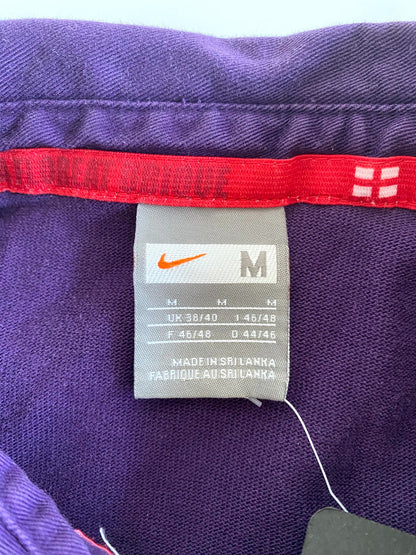 M
M M M
UK 38/40 I 46/48
F 46/48 D 44/46
MADE IN SRI LANKA
FABRIQUE AU SRI LANKA